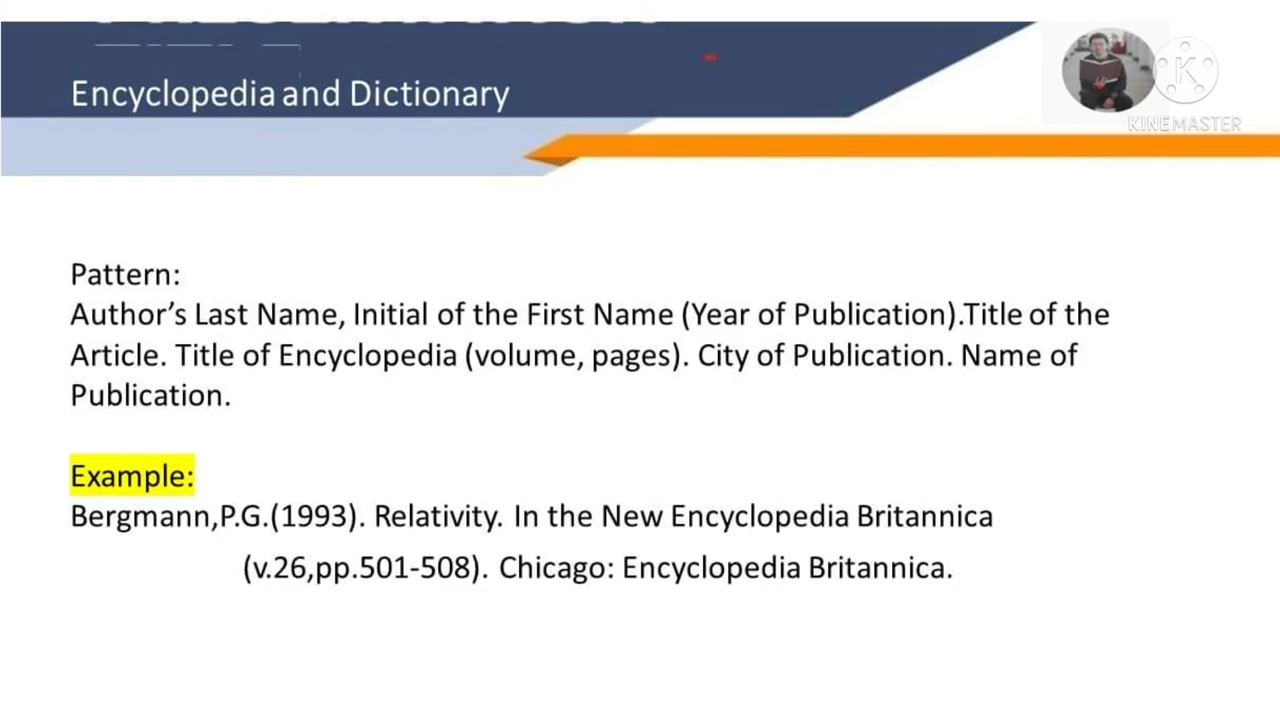 Encyclopedia and Dictionary
KINEMASTER
Pattern:
Author’s Last Name, Initial of the First Name (Year of Publication).Title of the
Article. Title of Encyclopedia (volume, pages). City of Publication. Name of
Publication.
Example:
Bergmann,P.G.(1993). Relativity. In the New Encyclopedia Britannica
(v.26,pp.501-508). Chicago: Encyclopedia Britannica.